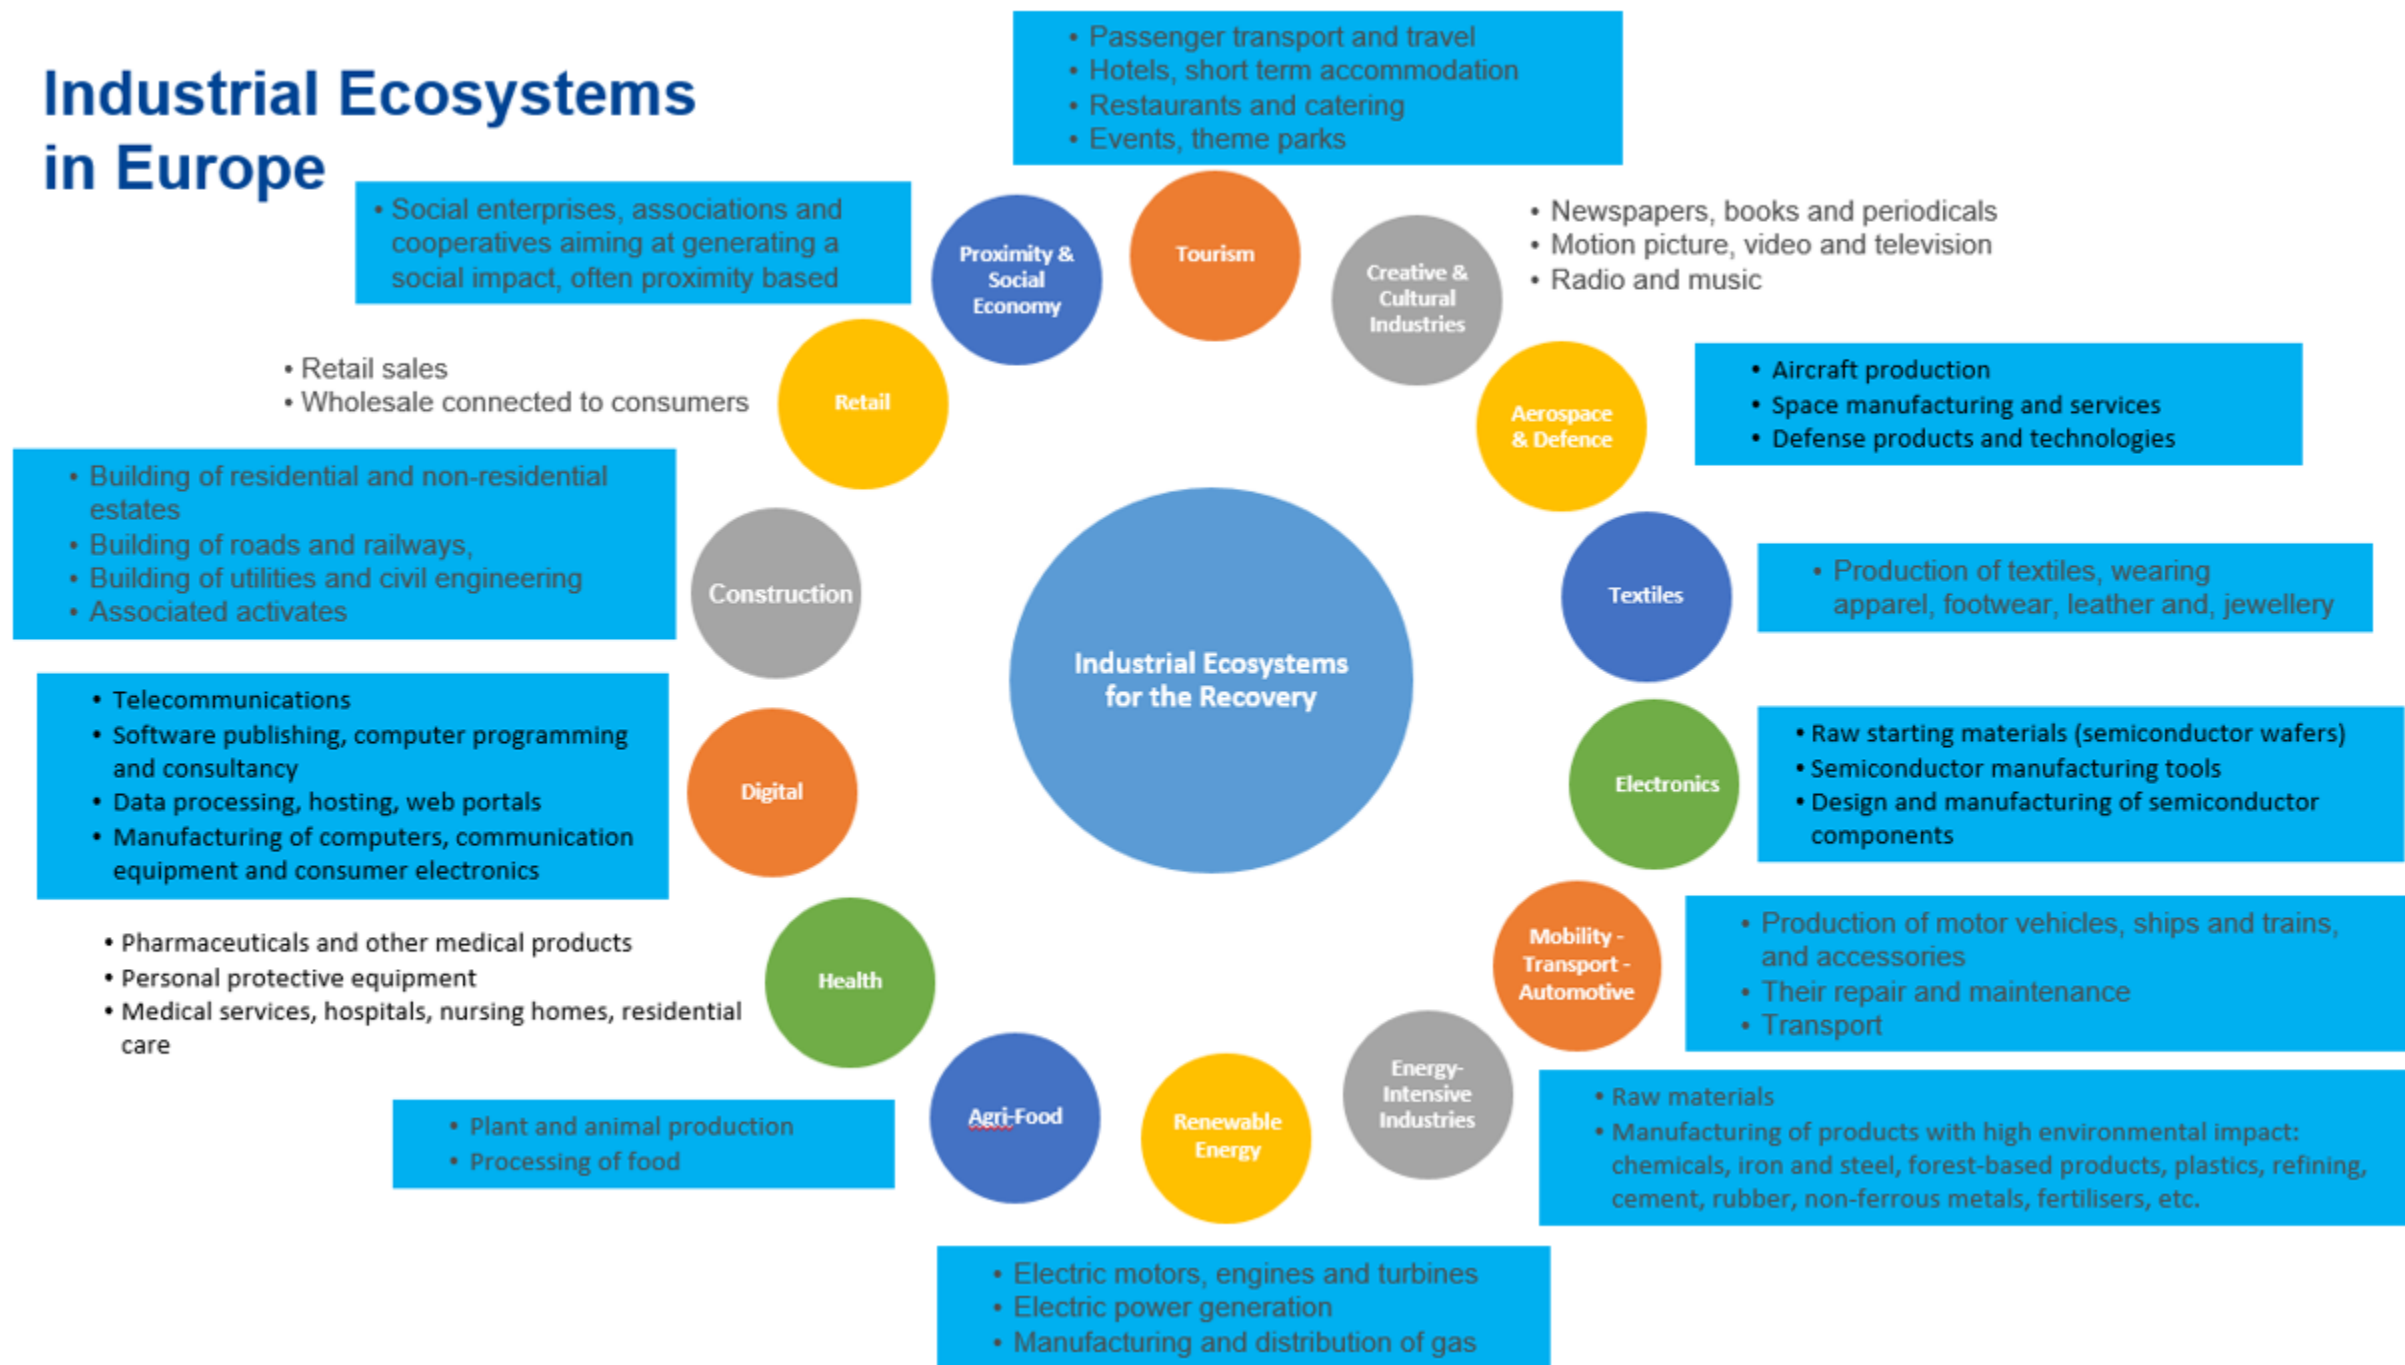 Industrial Ecosystems
in Europe
• Passenger transport and travel
• Hotels, short term accommodation
• Restaurants and catering
• Events, theme parks
Tourism
• Newspapers, books and periodicals
• Motion picture, video and television
• Radio and music
Creative &
Cultural
Industries
• Aircraft production
• Space manufacturing and services
• Defense products and technologies
Aerospace
& Defence
• Production of textiles, wearing
apparel, footwear, leather and, jewellery
Textiles
• Raw starting materials (semiconductor wafers)
• Semiconductor manufacturing tools
• Design and manufacturing of semiconductor
components
Electronics
• Production of motor vehicles, ships and trains,
and accessories
• Their repair and maintenance
• Transport
Mobility -
Transport -
Automotive
• Raw materials
• Manufacturing of products with high environmental impact:
chemicals, iron and steel, forest-based products, plastics, refining,
cement, rubber, non-ferrous metals, fertilisers, etc.
Energy-
Intensive
Industries
Renewable
Energy
• Electric motors, engines and turbines
• Electric power generation
• Manufacturing and distribution of gas
Agri-Food
• Plant and animal production
• Processing of food
Health
• Pharmaceuticals and other medical products
• Personal protective equipment
• Medical services, hospitals, nursing homes, residential
care
Digital
• Telecommunications
• Software publishing, computer programming
and consultancy
• Data processing, hosting, web portals
• Manufacturing of computers, communication
equipment and consumer electronics
Construction
• Building of residential and non-residential
estates
• Building of roads and railways,
• Building of utilities and civil engineering
• Associated activates
Retail
• Retail sales
• Wholesale connected to consumers
Proximity &
Social
Economy
• Social enterprises, associations and
cooperatives aiming at generating a
social impact, often proximity based
Industrial Ecosystems
for the Recovery